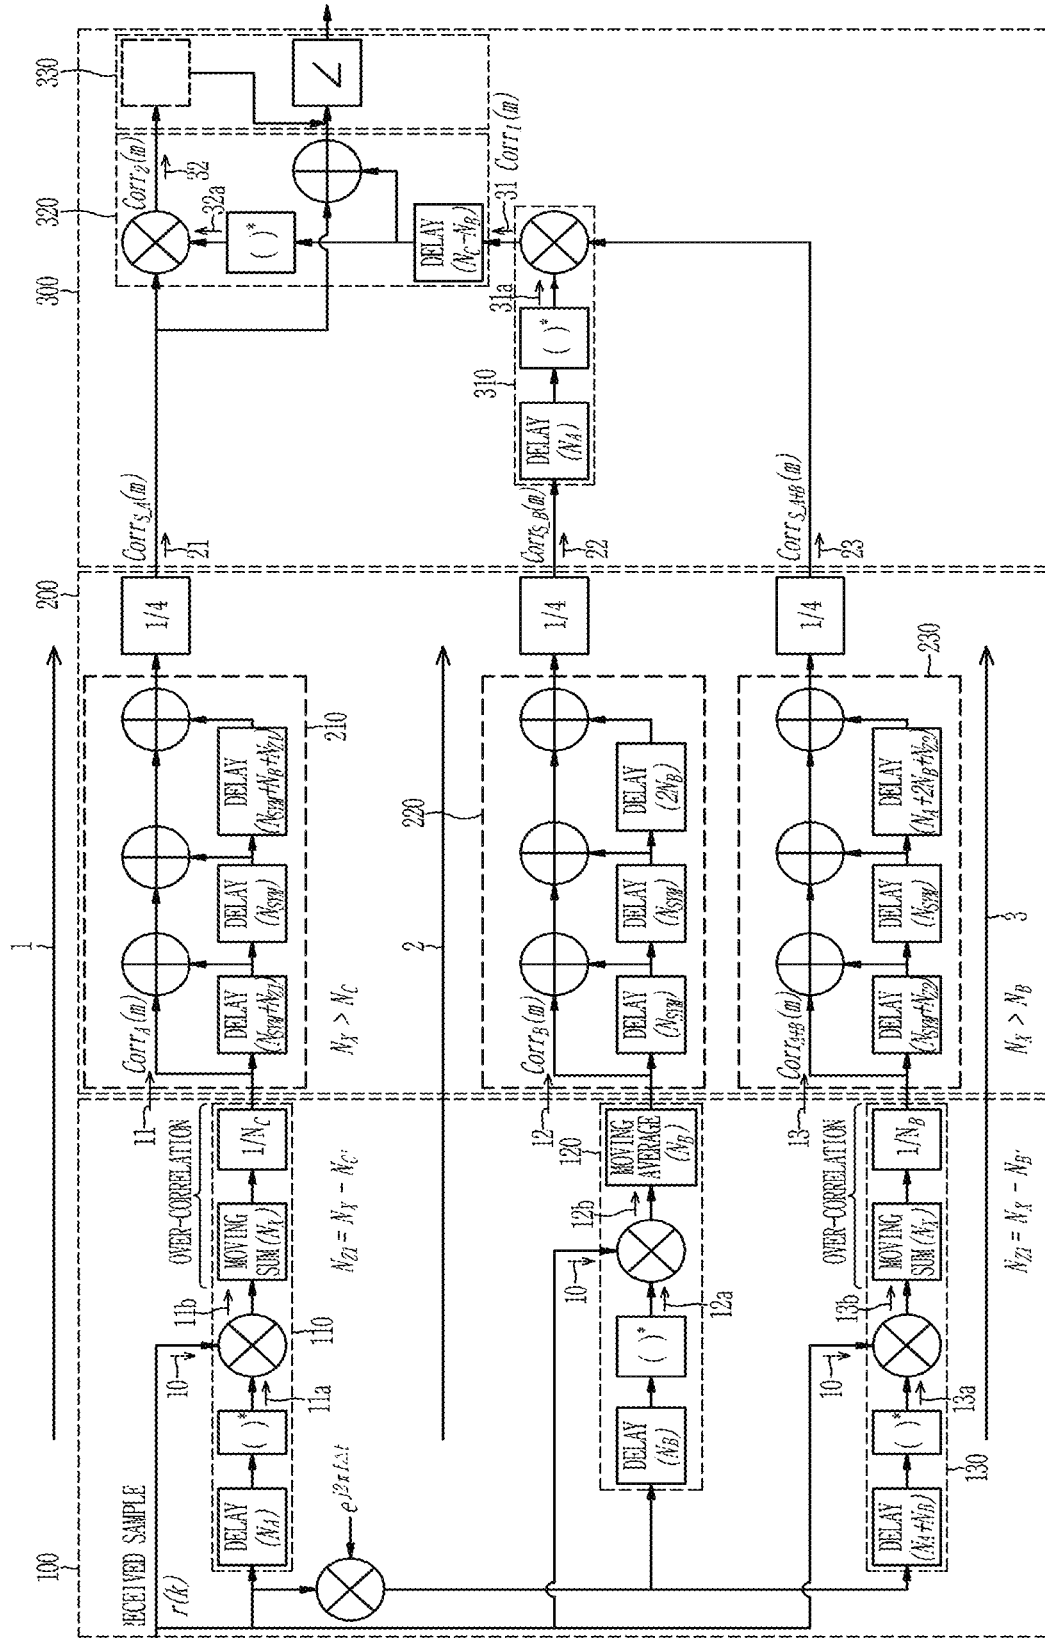 100
RECEIVED SAMPLE
r(k)
DELAY
(N_A)
( )*
11a
10
110
11b
MOVING
SUM(N_X)
1/N_C
OVER-CORRELATION
N_Z1 = N_X - N_C'
e^j2πfΔt
1
11
Corr_A(m)
DELAY
(N_SYM+N_Z1)
DELAY
(N_SYM)
DELAY
(N_SYM+N_B+N_Z1)
210
N_X > N_C
1/4
200
Corr_S_A(m)
21
DELAY
(N_B)
( )*
12a
10
12b
MOVING
AVERAGE
(N_B)
120
2
12
Corr_B(m)
DELAY
(N_SYM)
DELAY
(N_SYM)
DELAY
(2N_B)
220
1/4
Corr_S_B(m)
22
DELAY
(N_A+N_B)
( )*
130
13a
10
13b
MOVING
SUM(N_X)
1/N_B
OVER-CORRELATION
N_Z1 = N_X - N_B'
3
13
Corr_A+B(m)
DELAY
(N_SYM+N_Z2)
DELAY
(N_SYM)
DELAY
(N_A+2N_B+N_Z2)
230
N_X > N_B
1/4
Corr_S_A+B(m)
23
300
310
DELAY
(N_A)
( )*
31a
31
Corr_1(m)
DELAY
(N_C-N_B)
320
( )*
32a
Corr_2(m)
32
330
∠